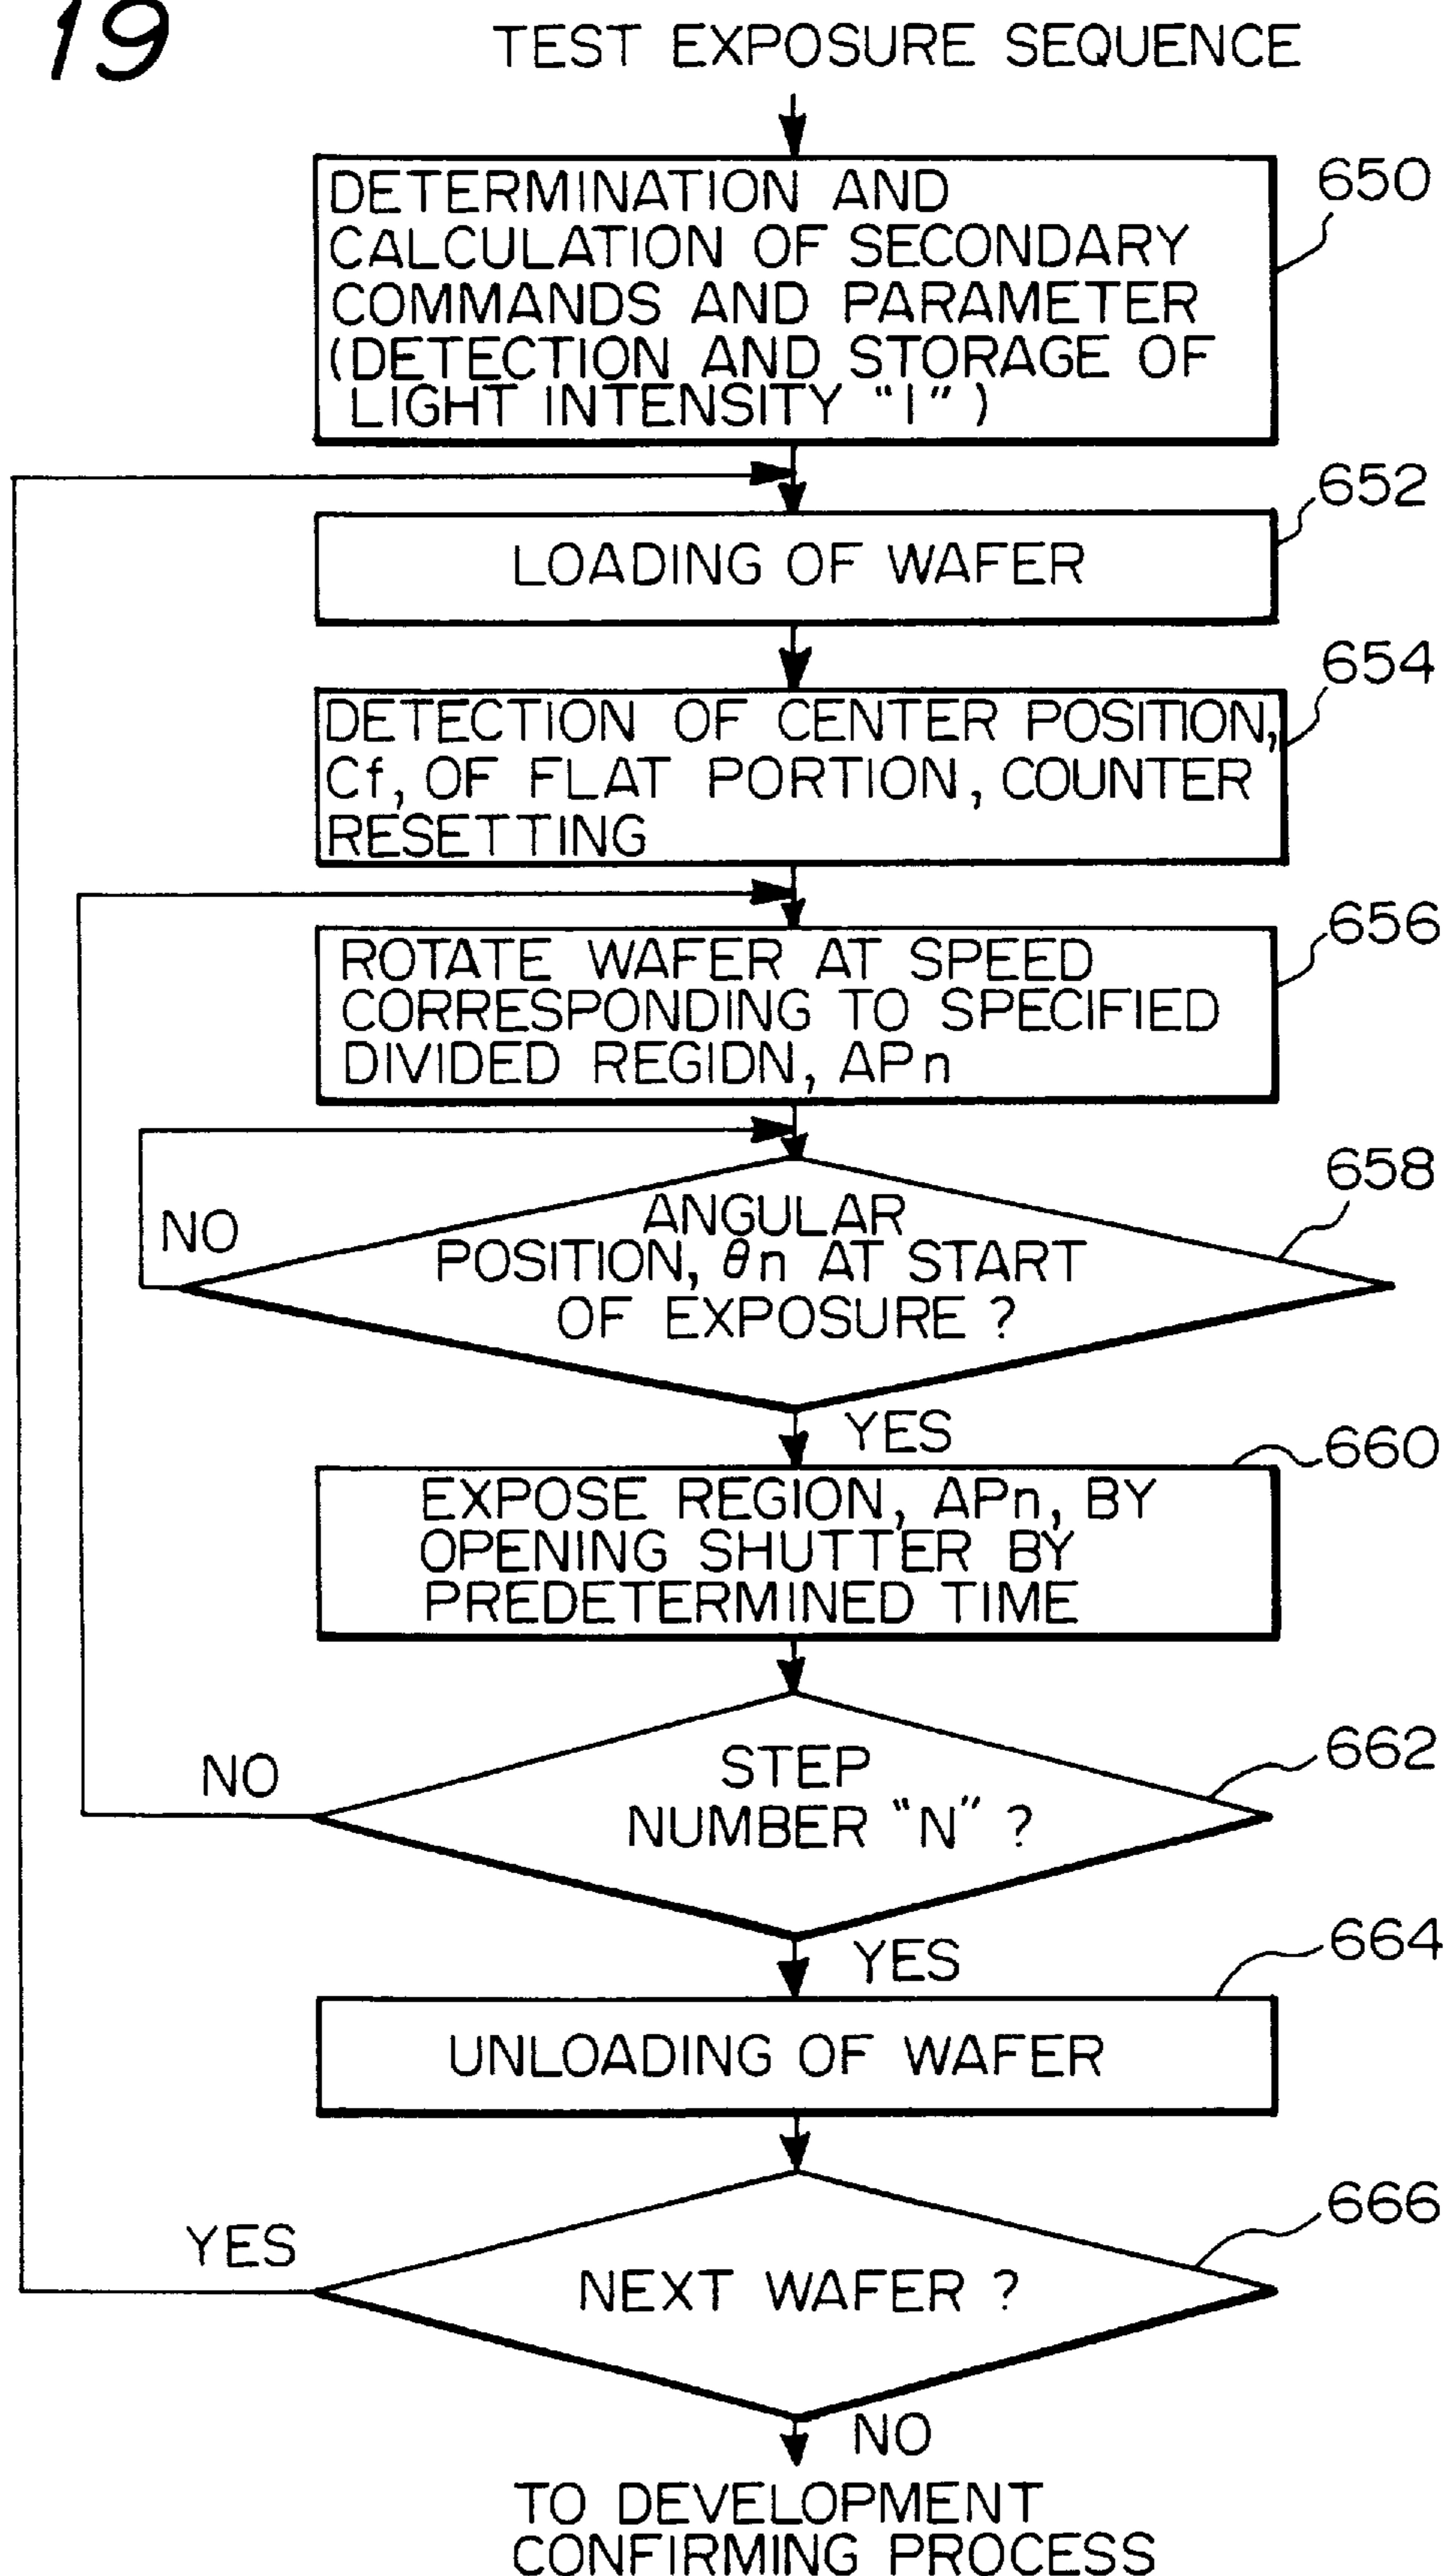 19
TEST EXPOSURE SEQUENCE
650
DETERMINATION AND
CALCULATION OF SECONDARY
COMMANDS AND PARAMETER
(DETECTION AND STORAGE OF
LIGHT INTENSITY "I")
652
LOADING OF WAFER
654
DETECTION OF CENTER POSITION,
Cf, OF FLAT PORTION, COUNTER
RESETTING
656
ROTATE WAFER AT SPEED
CORRESPONDING TO SPECIFIED
DIVIDED REGIDN, APn
658
NO
ANGULAR
POSITION, θn AT START
OF EXPOSURE ?
YES
660
EXPOSE REGION, APn, BY
OPENING SHUTTER BY
PREDETERMINED TIME
662
NO
STEP
NUMBER "N" ?
YES
664
UNLOADING OF WAFER
666
YES
NEXT WAFER ?
NO
TO DEVELOPMENT
CONFIRMING PROCESS